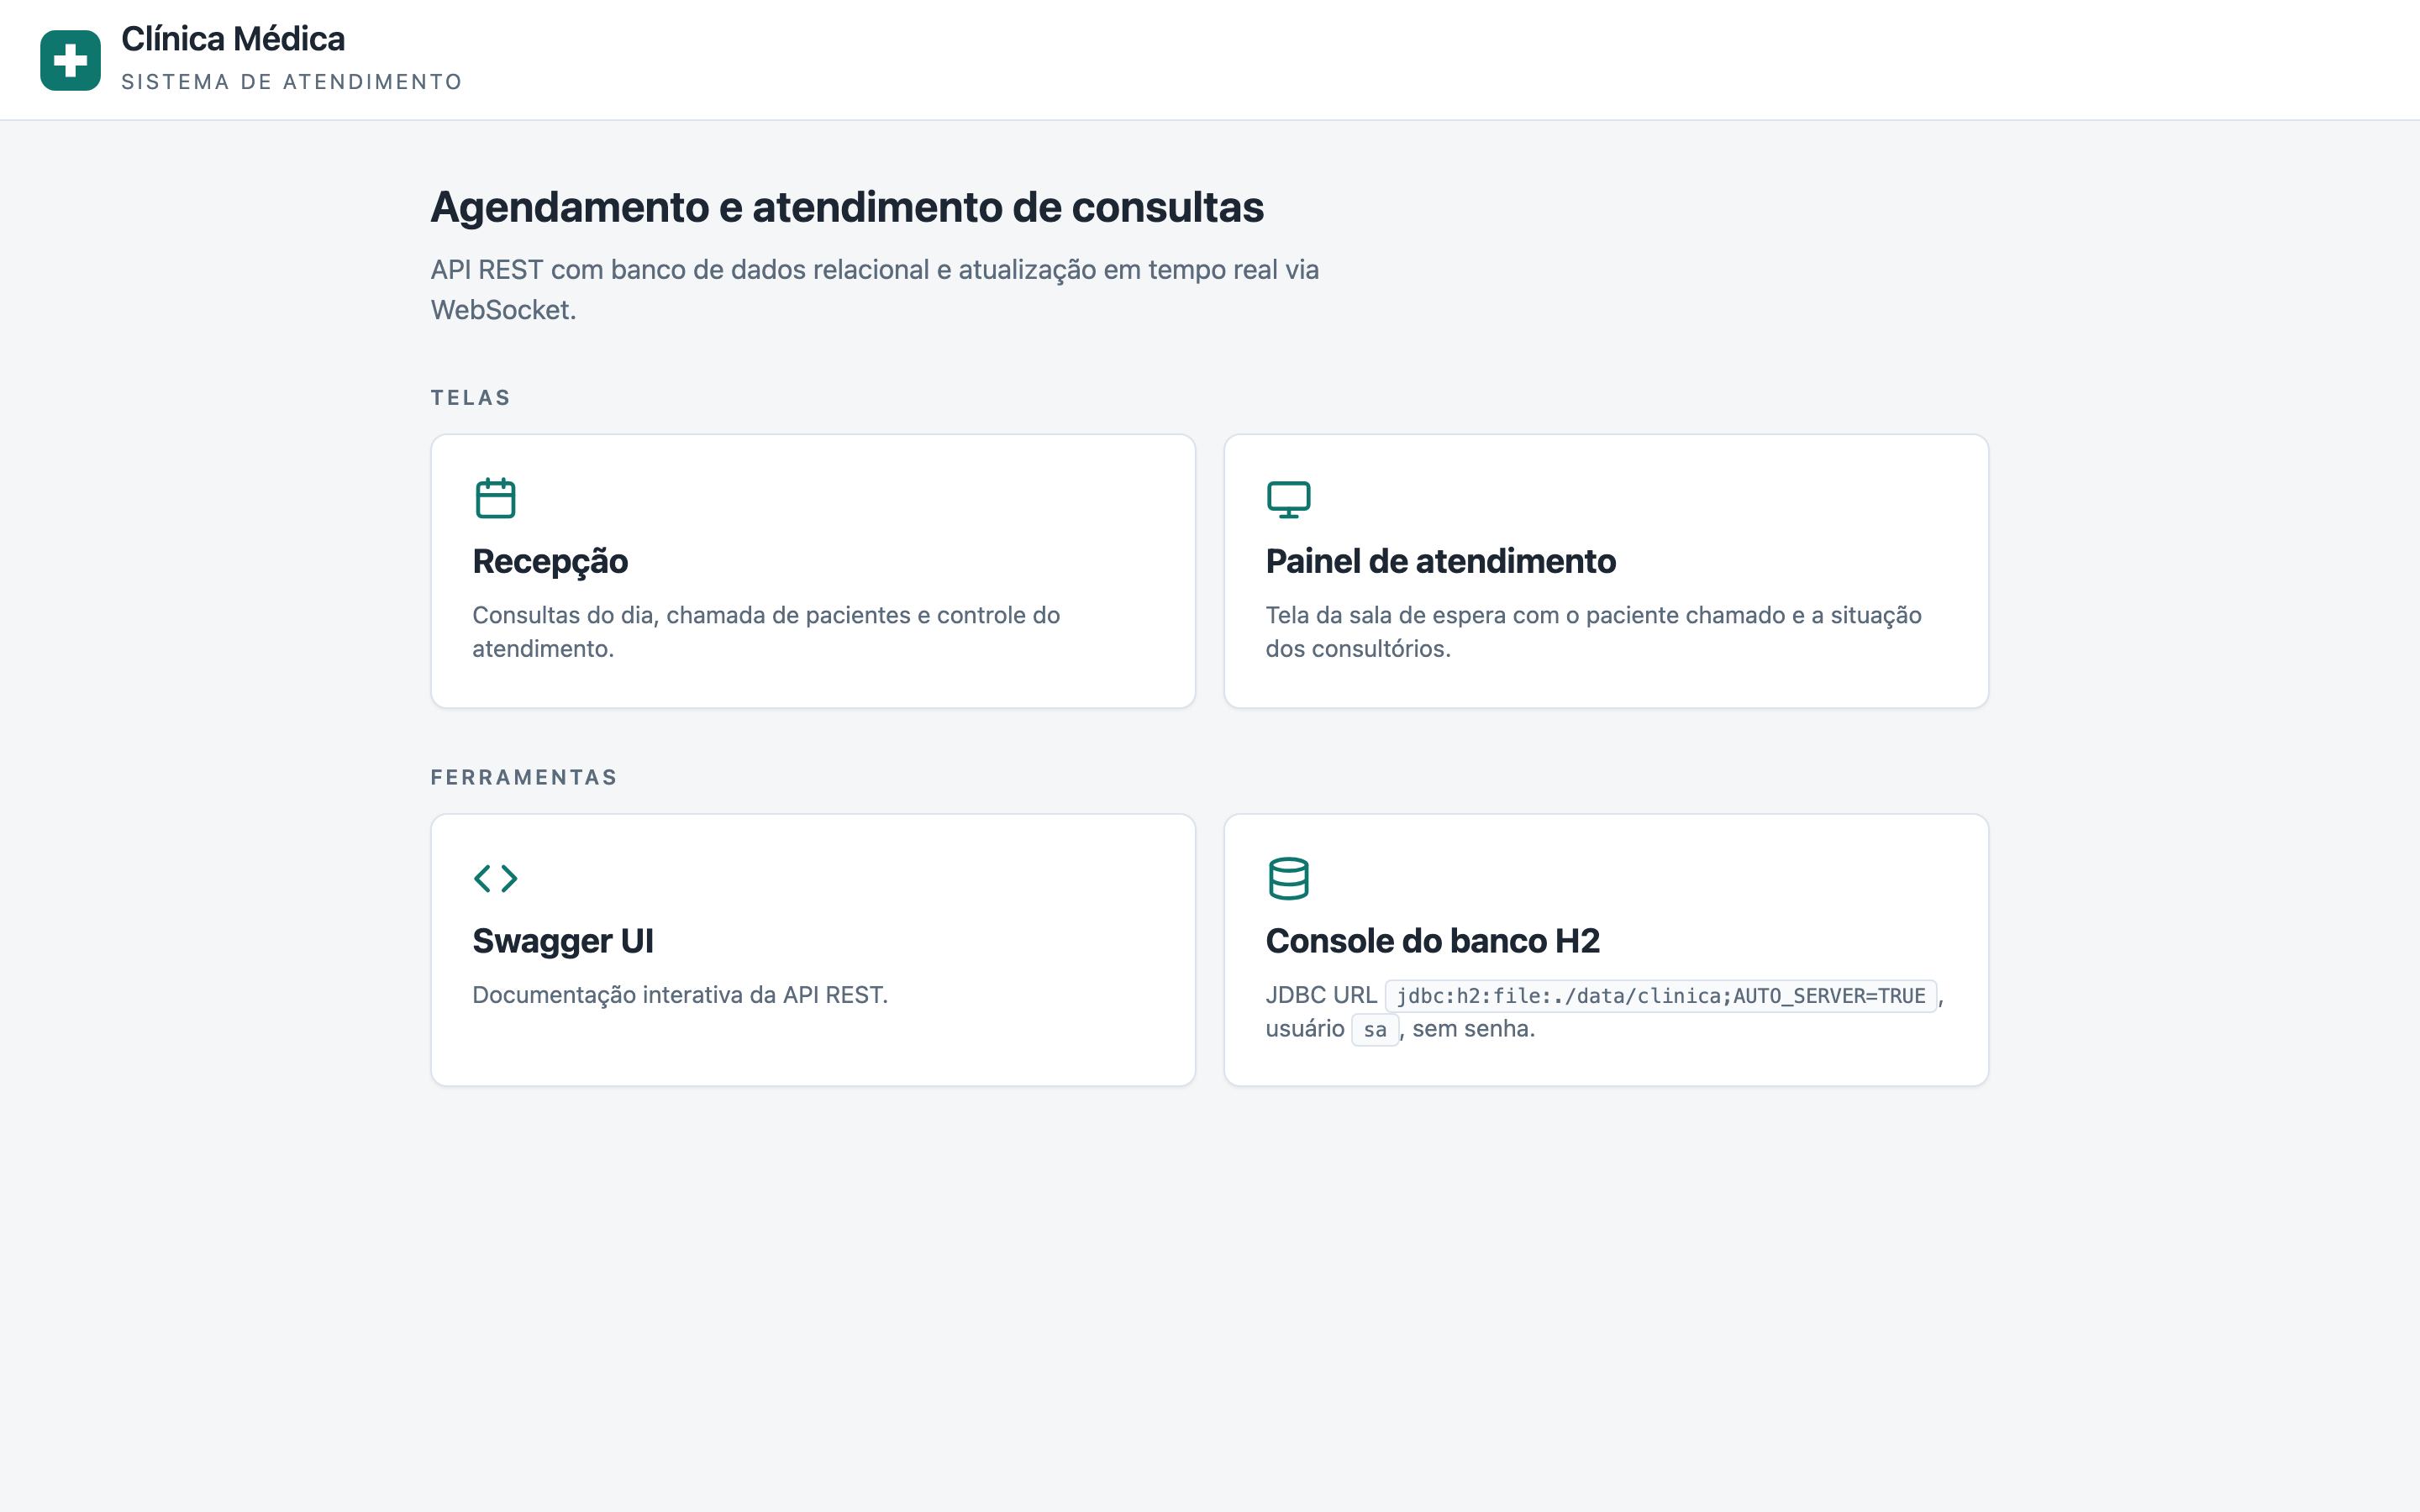 Clínica Médica
SISTEMA DE ATENDIMENTO
Agendamento e atendimento de consultas
API REST com banco de dados relacional e atualização em tempo real via
WebSocket.
TELAS
Recepção
Consultas do dia, chamada de pacientes e controle do
atendimento.
Painel de atendimento
Tela da sala de espera com o paciente chamado e a situação
dos consultórios.
FERRAMENTAS
Swagger UI
Documentação interativa da API REST.
Console do banco H2
JDBC URL jdbc:h2:file:./data/clinica;AUTO_SERVER=TRUE,
usuário sa, sem senha.